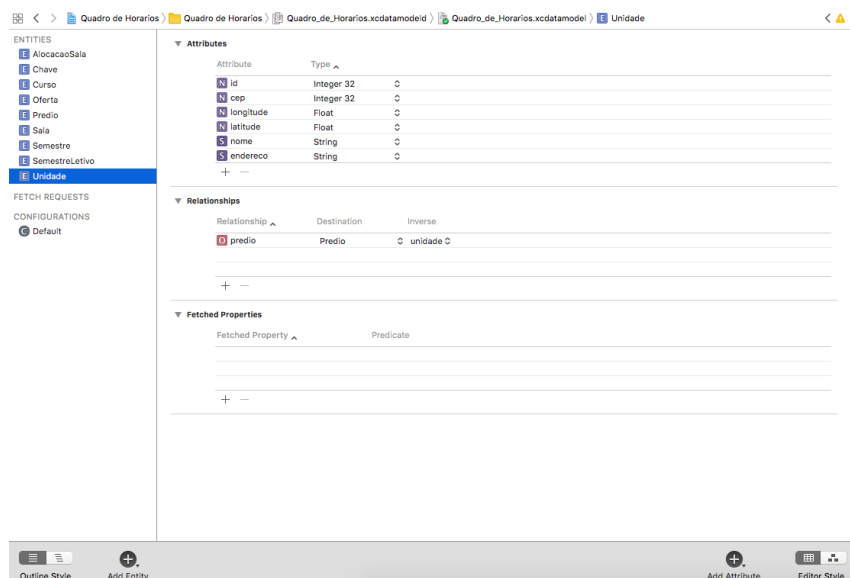 Quadro de Horarios Quadro de Horarios Quadro_de_Horarios.xcdatamodeld Quadro_de_Horarios.xcdatamodel E Unidade
ENTITIES
E AlocacaoSala
E Chave
E Curso
E Oferta
E Predio
E Sala
E Semestre
E SemestreLetivo
E Unidade
FETCH REQUESTS
CONFIGURATIONS
C Default
Attributes
Attribute Type
N id Integer 32
N cep Integer 32
N longitude Float
N latitude Float
S nome String
S endereco String
+ −
Relationships
Relationship Destination Inverse
O predio Predio unidade
+ −
Fetched Properties
Fetched Property Predicate
+ −
Outline Style Add Entity Add Attribute Editor Style